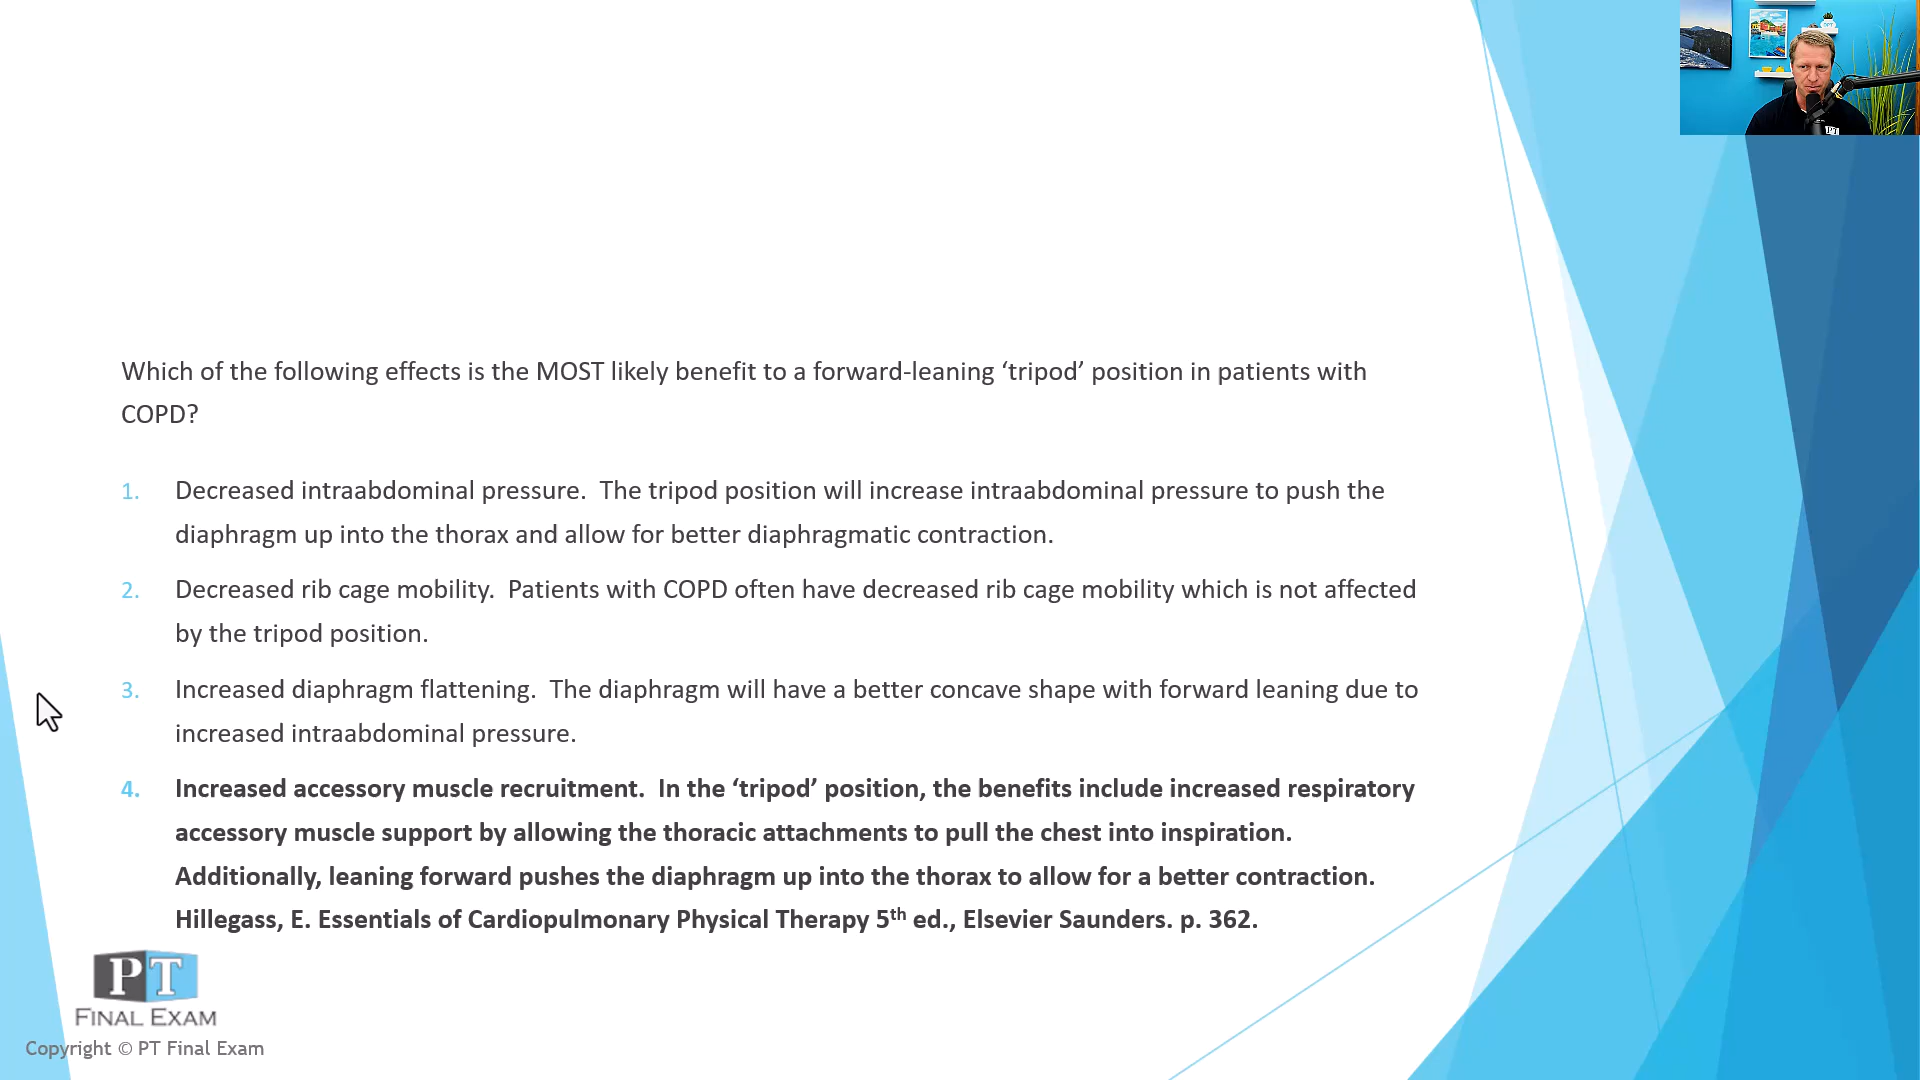 Which of the following effects is the MOST likely benefit to a forward-leaning ‘tripod’ position in patients with
COPD?
1. Decreased intraabdominal pressure.  The tripod position will increase intraabdominal pressure to push the
diaphragm up into the thorax and allow for better diaphragmatic contraction.
2. Decreased rib cage mobility.  Patients with COPD often have decreased rib cage mobility which is not affected
by the tripod position.
3. Increased diaphragm flattening.  The diaphragm will have a better concave shape with forward leaning due to
increased intraabdominal pressure.
4. Increased accessory muscle recruitment.  In the ‘tripod’ position, the benefits include increased respiratory
accessory muscle support by allowing the thoracic attachments to pull the chest into inspiration.
Additionally, leaning forward pushes the diaphragm up into the thorax to allow for a better contraction.
Hillegass, E. Essentials of Cardiopulmonary Physical Therapy 5th ed., Elsevier Saunders. p. 362.
PT
FINAL EXAM
Copyright © PT Final Exam
PT